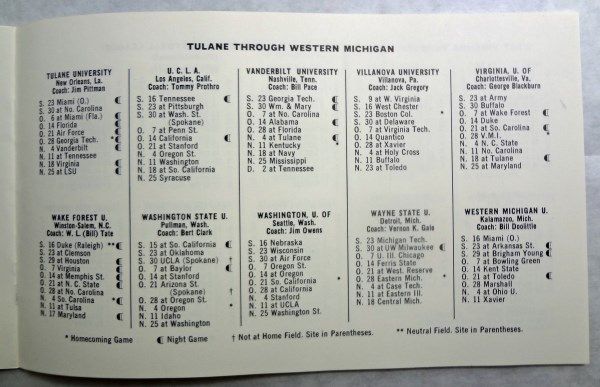 TULANE THROUGH WESTERN MICHIGAN
TULANE UNIVERSITY
New Orleans, La.
Coach: Jim Pittman
S. 23 Miami (O.)
S. 30 at No. Carolina
O. 6 at Miami (Fla.)
O. 14 Florida
O. 21 Air Force
O. 28 Georgia Tech. *
N. 4 Vanderbilt
N. 11 at Tennessee
N. 18 Virginia
N. 25 at LSU
U. C. L. A.
Los Angeles, Calif.
Coach: Tommy Prothro
S. 16 Tennessee
S. 23 at Pittsburgh
S. 30 at Wash. St.
(Spokane)
O. 7 at Penn St.
O. 14 California
O. 21 at Stanford
N. 4 Oregon St.
N. 11 Washington
N. 18 at So. California
N. 25 Syracuse
VANDERBILT UNIVERSITY
Nashville, Tenn.
Coach: Bill Pace
S. 23 Georgia Tech.
S. 30 Wm. & Mary
O. 7 at No. Carolina
O. 14 Alabama
O. 28 at Florida
N. 4 at Tulane
N. 11 Kentucky *
N. 18 at Navy
N. 25 Mississippi
D. 2 at Tennessee
VILLANOVA UNIVERSITY
Villanova, Pa.
Coach: Jack Gregory
S. 9 at W. Virginia
S. 16 West Chester
S. 23 Boston Col. *
S. 30 at Delaware
O. 7 at Virginia Tech.
O. 14 Quantico
O. 28 at Xavier
N. 4 at Holy Cross
N. 11 Buffalo
N. 23 at Toledo
VIRGINIA, U. OF
Charlottesville, Va.
Coach: George Blackburn
S. 23 at Army
S. 30 Buffalo
O. 7 at Wake Forest
O. 14 Duke
O. 21 at So. Carolina
O. 28 V.M.I. *
N. 4 N. C. State
N. 11 No. Carolina
N. 18 at Tulane
N. 25 at Maryland
WAKE FOREST U.
Winston-Salem, N.C.
Coach: W. L. (Bill) Tate
S. 16 Duke (Raleigh) **
S. 23 at Clemson
S. 29 at Houston
O. 7 Virginia
O. 14 at Memphis St.
O. 21 at N. C. State
O. 28 at No. Carolina
N. 4 So. Carolina *
N. 11 at Tulsa
N. 17 Maryland
WASHINGTON STATE U.
Pullman, Wash.
Coach: Bert Clark
S. 15 at So. California
S. 23 at Oklahoma
S. 30 UCLA (Spokane) †
O. 7 at Baylor
O. 14 at Stanford
O. 21 Arizona St.
(Spokane) †
O. 28 at Oregon St.
N. 4 Oregon *
N. 11 Idaho
N. 25 at Washington
WASHINGTON, U. OF
Seattle, Wash.
Coach: Jim Owens
S. 16 Nebraska
S. 23 Wisconsin
S. 30 at Air Force
O. 7 Oregon St.
O. 14 at Oregon
O. 21 So. California *
O. 28 at California
N. 4 Stanford
N. 11 at UCLA
N. 25 Washington St.
WAYNE STATE U.
Detroit, Mich.
Coach: Vernon K. Gale
S. 23 Michigan Tech.
S. 30 at UW Milwaukee
O. 7 U. Ill. Chicago
O. 14 Ferris State
O. 21 at West. Reserve
O. 28 Eastern Mich. *
N. 4 at Case Tech.
N. 11 at Eastern Ill.
N. 18 Central Mich.
WESTERN MICHIGAN U.
Kalamazoo, Mich.
Coach: Bill Doolittle
S. 16 Miami (O.)
S. 23 at Arkansas St.
S. 29 at Brigham Young
O. 7 at Bowling Green
O. 14 Kent State
O. 21 at Toledo
O. 28 Marshall
N. 4 at Ohio U.
N. 11 Xavier
* Homecoming Game
Night Game
† Not at Home Field. Site in Parentheses.
** Neutral Field. Site in Parentheses.